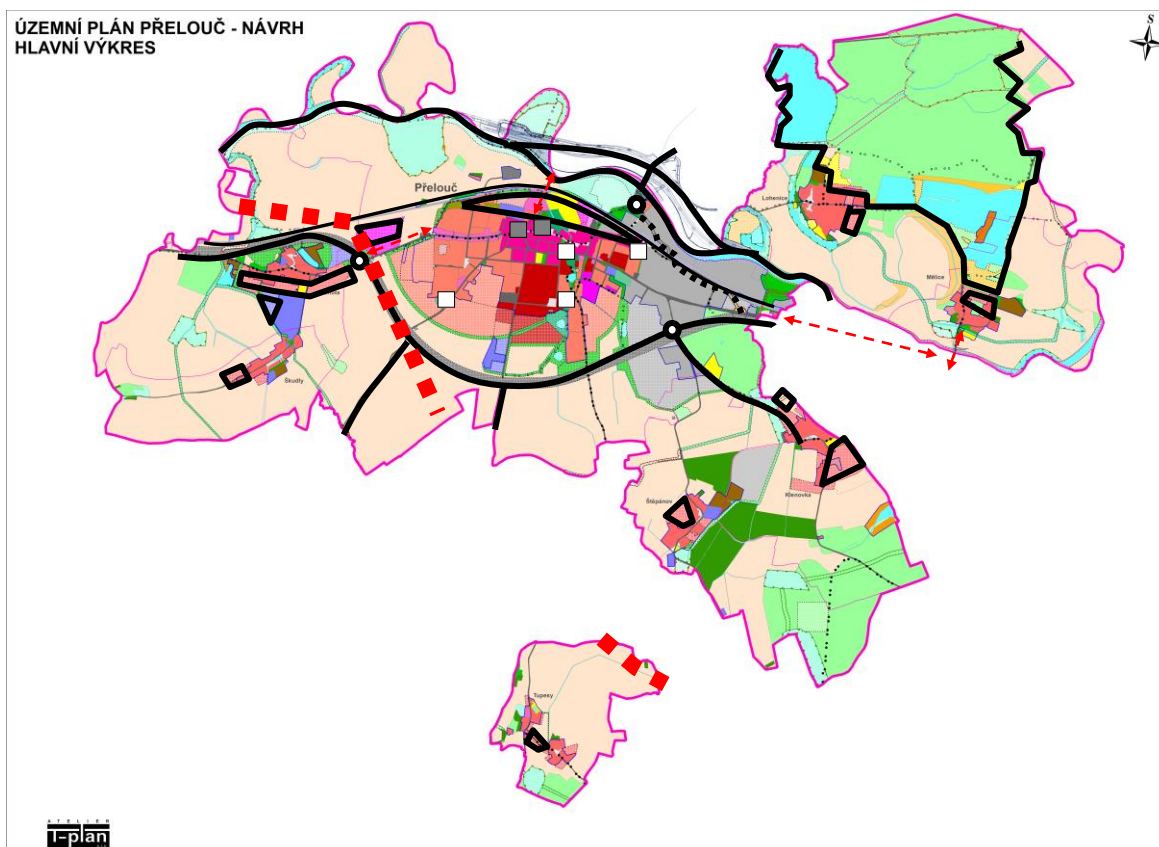 ÚZEMNÍ PLÁN PŘELOUČ - NÁVRH
HLAVNÍ VÝKRES
S
Přelouč
Lohenice
Mělice
Škudly
Štěpánov
Klenovka
Tupesy
ATELIER
T-plan